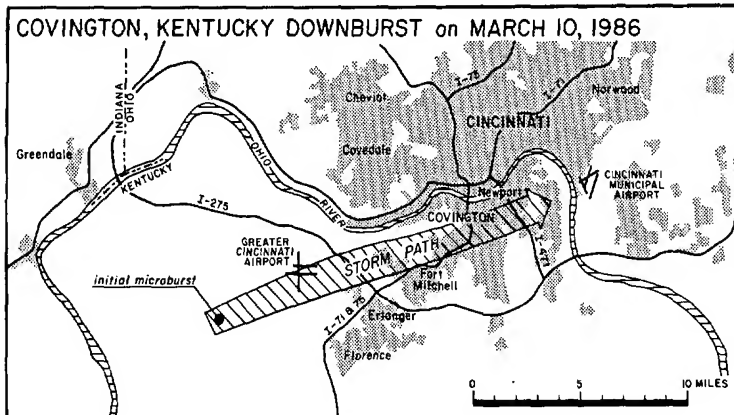 COVINGTON, KENTUCKY DOWNBURST on MARCH 10, 1986
I-75
I-71
Norwood
Cheviot
CINCINNATI
INDIANA
OHIO
Greendale
Covedale
OHIO
RIVER
KENTUCKY
Newport
CINCINNATI
MUNICIPAL
AIRPORT
I-275
COVINGTON
GREATER
CINCINNATI
AIRPORT
STORM PATH
I-471
initial microburst
Fort
Mitchell
I-71 & 75
Erlanger
Florence
0 5 10 MILES